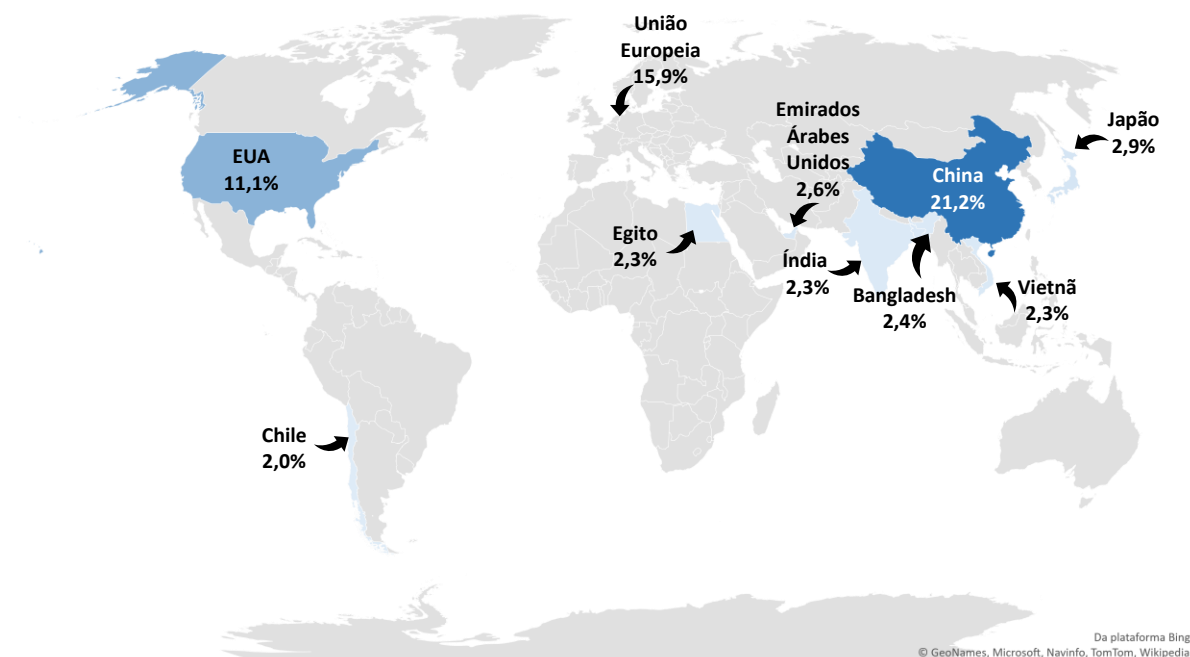 União
Europeia
15,9%
Emirados
Árabes
Unidos
2,6%
Japão
2,9%
EUA
11,1%
China
21,2%
Egito
2,3%
Índia
2,3%
Bangladesh
2,4%
Vietnã
2,3%
Chile
2,0%
Da plataforma Bing
© GeoNames, Microsoft, Navinfo, TomTom, Wikipedia